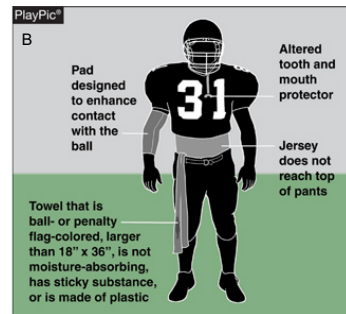 PlayPic®
B
Altered
tooth and
mouth
protector
Pad
designed
to enhance
contact
with the
ball
31
Jersey
does not
reach top
of pants
Towel that is
ball- or penalty
flag-colored, larger
than 18" x 36", is not
moisture-absorbing,
has sticky substance,
or is made of plastic